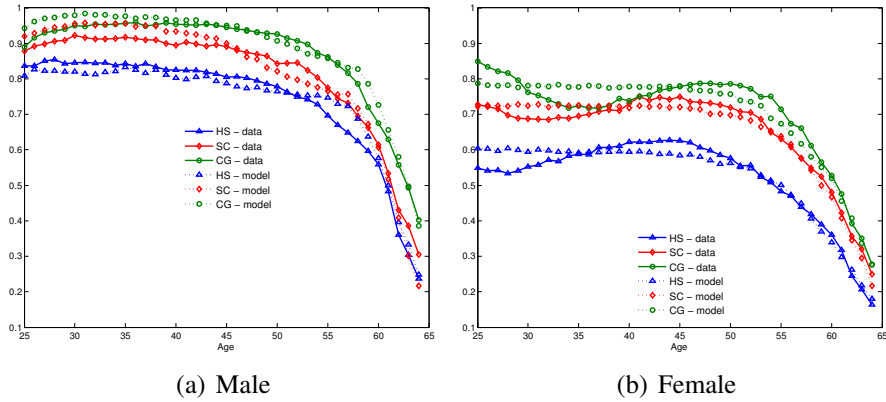 1
0.9
0.8
0.7
0.6
0.5
0.4
0.3
0.2
0.1
25 30 35 40 45 50 55 60 65
Age
HS – data
SC – data
CG – data
HS – model
SC – model
CG – model
(a) Male
1
0.9
0.8
0.7
0.6
0.5
0.4
0.3
0.2
0.1
25 30 35 40 45 50 55 60 65
Age
HS – data
SC – data
CG – data
HS – model
SC – model
CG – model
(b) Female